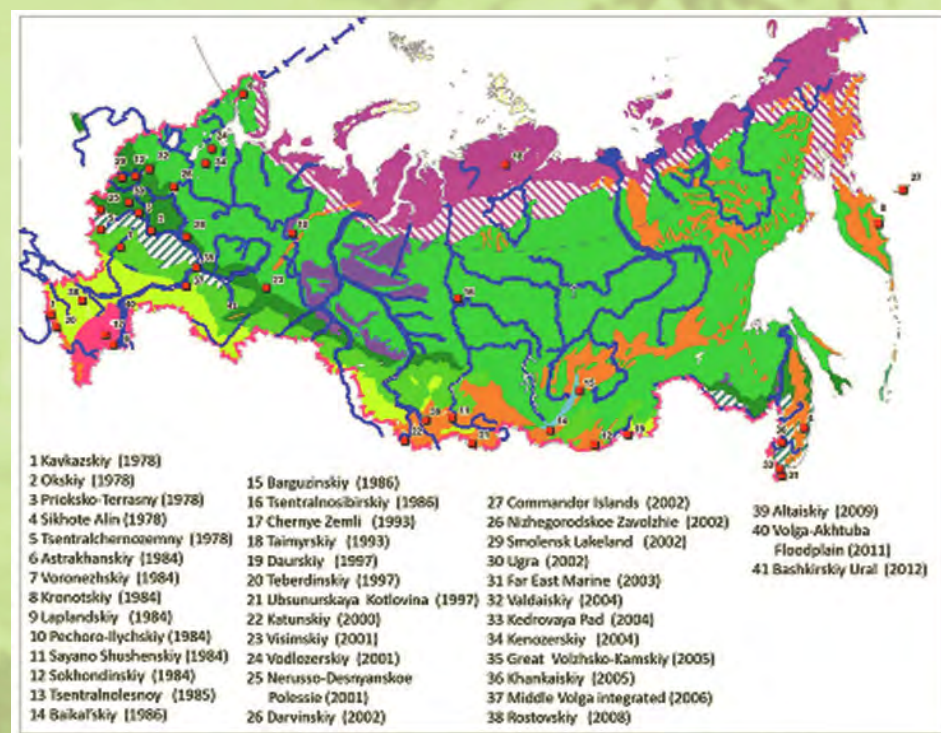 1 Kavkazskiy (1978)
2 Okskiy (1978)
3 Prioksko-Terrasny (1978)
4 Sikhote Alin (1978)
5 Tsentralchernozemny (1978)
6 Astrakhanskiy (1984)
7 Voronezhskiy (1984)
8 Kronotskiy (1984)
9 Laplandskiy (1984)
10 Pechoro-Ilychskiy (1984)
11 Sayano Shushenskiy (1984)
12 Sokhondinskiy (1984)
13 Tsentralnolesnoy (1985)
14 Baikal'skiy (1986)
15 Barguzinskiy (1986)
16 Tsentralnosibirskiy (1986)
17 Chernye Zemli (1993)
18 Taimyrskiy (1993)
19 Daurskiy (1997)
20 Teberdinskiy (1997)
21 Ubsunurskaya Kotlovina (1997)
22 Katunskiy (2000)
23 Visimskiy (2001)
24 Vodlozerskiy (2001)
25 Nerusso-Desnyanskoe
Polessie (2001)
26 Darvinskiy (2002)
27 Commandor Islands (2002)
26 Nizhegorodskoe Zavolzhie (2002)
29 Smolensk Lakeland (2002)
30 Ugra (2002)
31 Far East Marine (2003)
32 Valdaiskiy (2004)
33 Kedrovaya Pad (2004)
34 Kenozerskiy (2004)
35 Great Volzhsko-Kamskiy (2005)
36 Khankaiskiy (2005)
37 Middle Volga integrated (2006)
38 Rostovskiy (2008)
39 Altaiskiy (2009)
40 Volga-Akhtuba
Floodplain (2011)
41 Bashkirskiy Ural (2012)